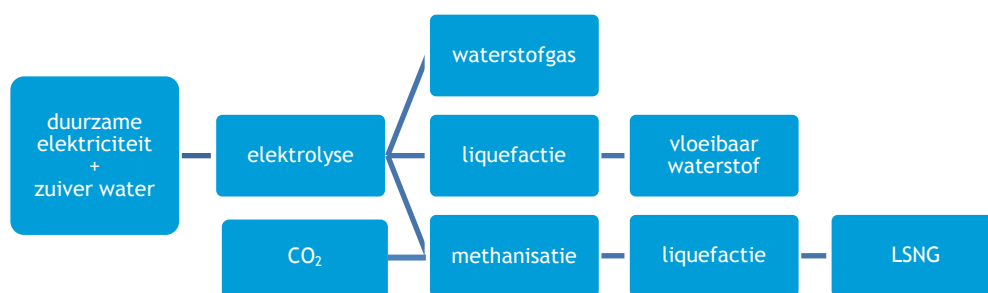 duurzame
elektriciteit
+
zuiver water
elektrolyse
waterstofgas
liquefactie
vloeibaar
waterstof
CO₂
methanisatie
liquefactie
LSNG